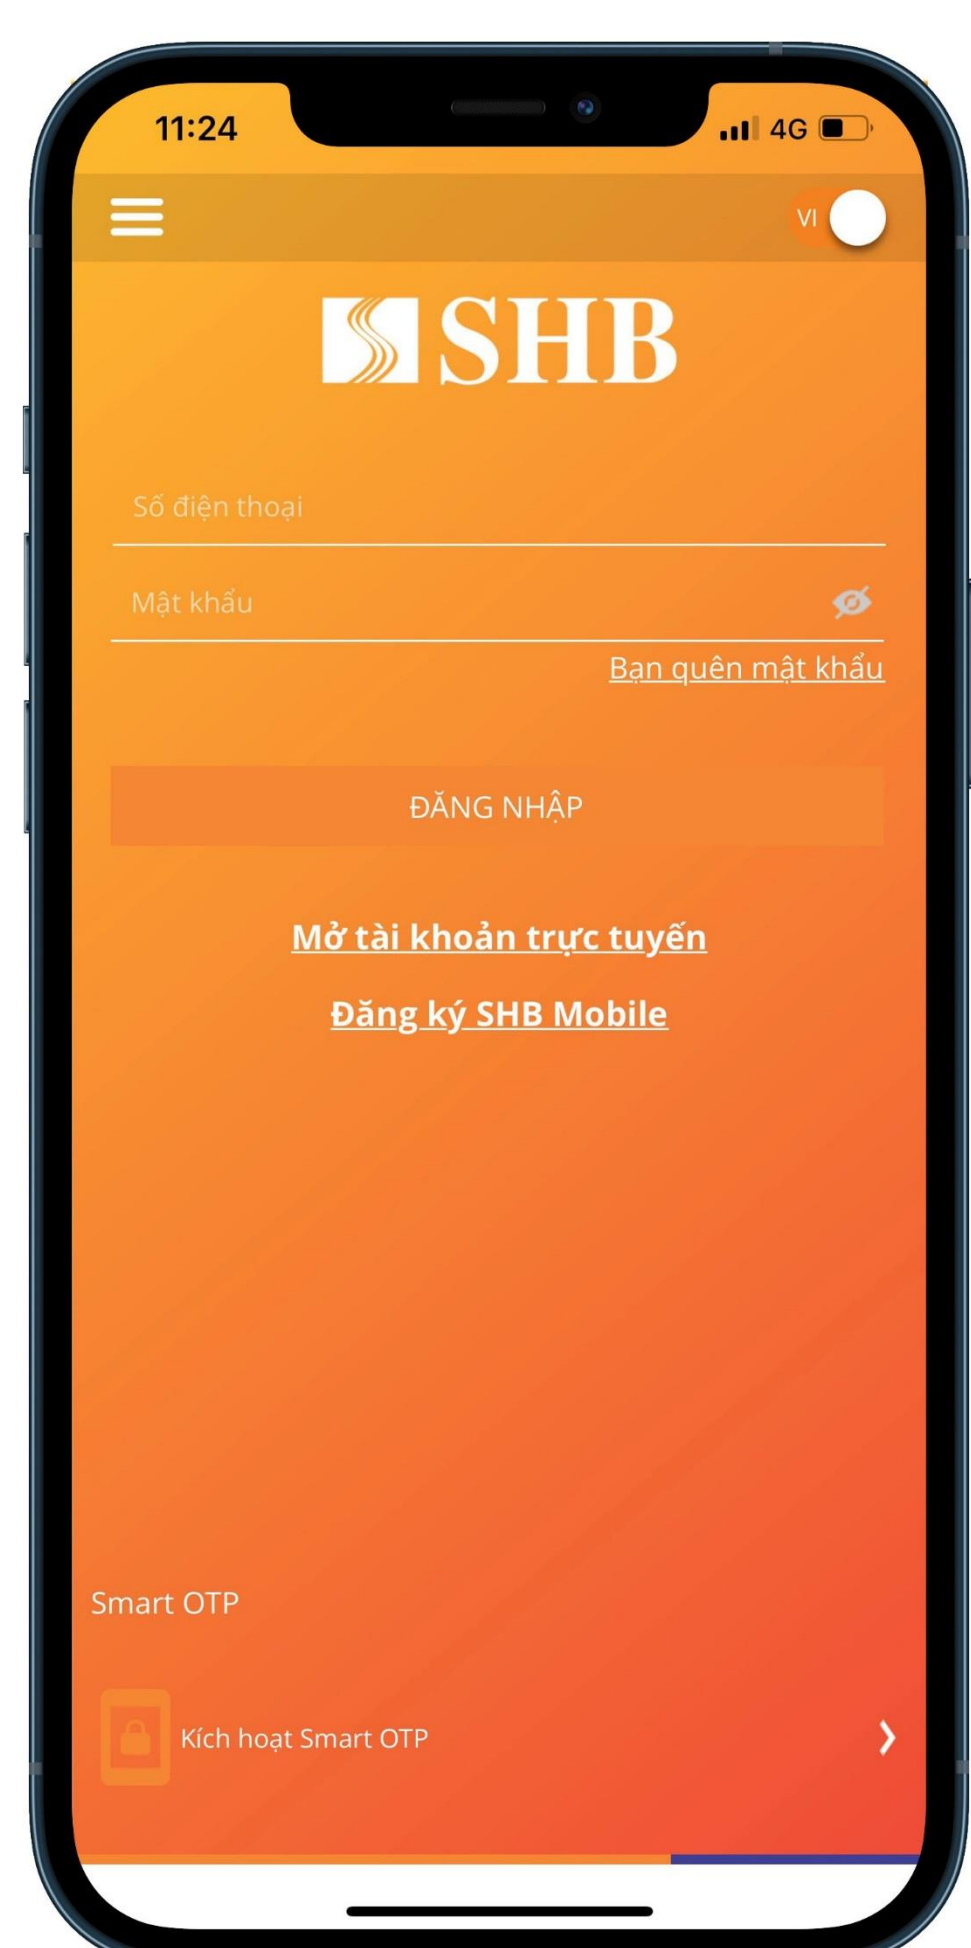 11:24
4G
VI
SHB
Số điện thoại
Mật khẩu
Bạn quên mật khẩu
ĐĂNG NHẬP
Mở tài khoản trực tuyến
Đăng ký SHB Mobile
Smart OTP
Kích hoạt Smart OTP